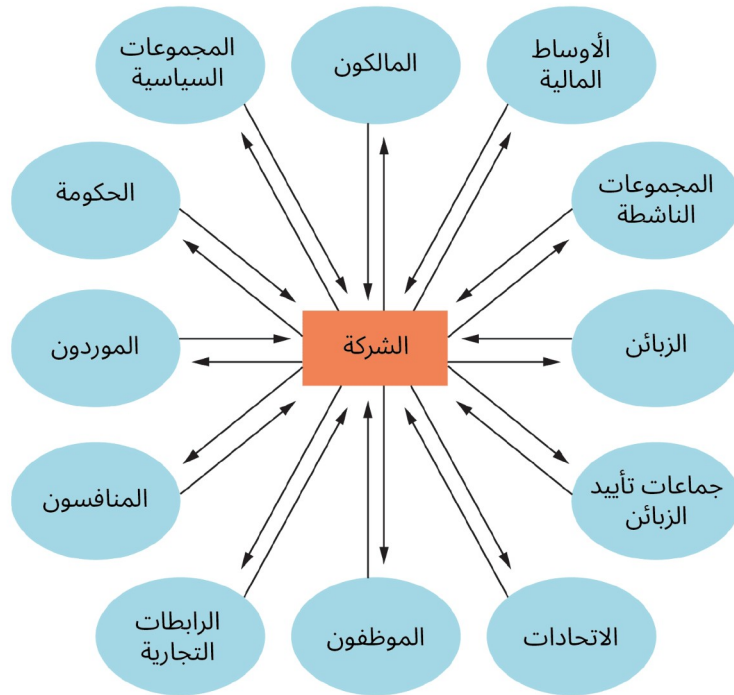 الأوساط
المالية
المالكون
المجموعات
السياسية
المجموعات
الناشطة
الحكومة
الزبائن
الشركة
الموردون
جماعات تأييد
الزبائن
المنافسون
الاتحادات
الموظفون
الرابطات
التجارية